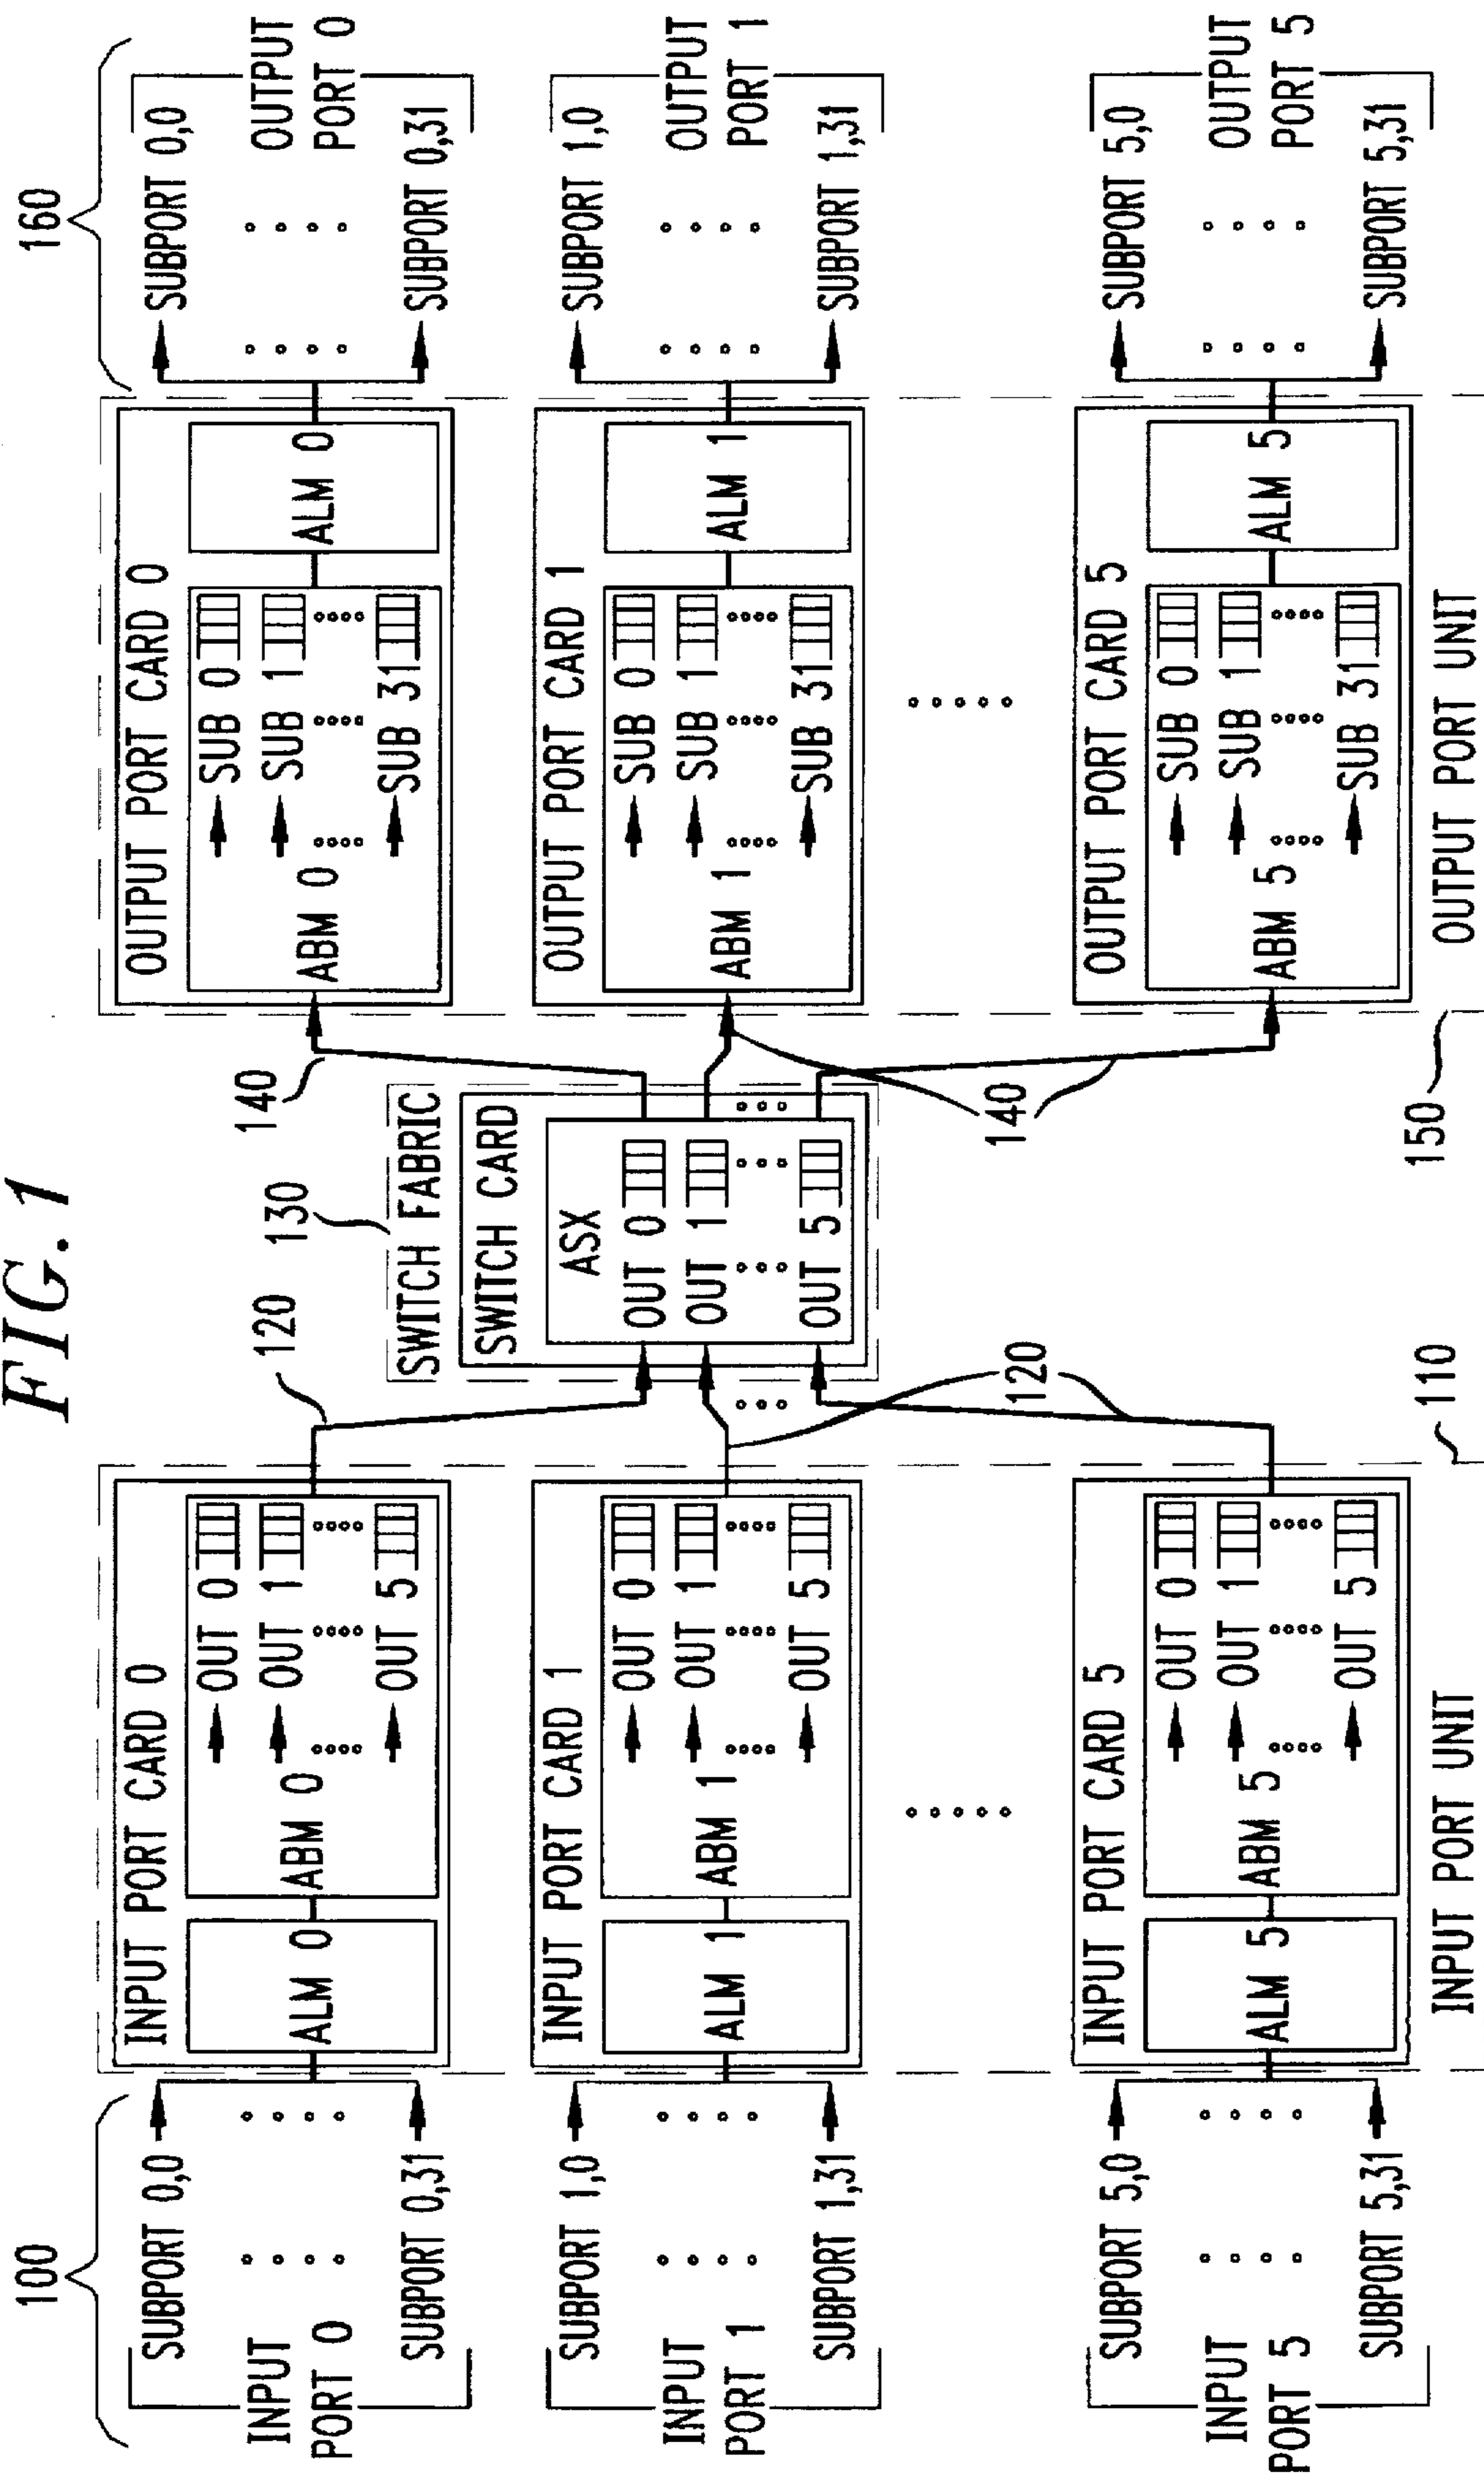 FIG. 1
100
INPUT
PORT 0
SUBPORT 0,0
SUBPORT 0,31
INPUT
PORT 1
SUBPORT 1,0
SUBPORT 1,31
INPUT
PORT 5
SUBPORT 5,0
SUBPORT 5,31
INPUT PORT CARD 0
ALM 0
ABM 0
OUT 0
OUT 1
OUT 5
INPUT PORT CARD 1
ALM 1
ABM 1
OUT 0
OUT 1
OUT 5
INPUT PORT CARD 5
ALM 5
ABM 5
OUT 0
OUT 1
OUT 5
INPUT PORT UNIT
110
120
120
130
SWITCH FABRIC
SWITCH CARD
ASX
OUT 0
OUT 1
OUT 5
140
140
150
OUTPUT PORT CARD 0
ABM 0
SUB 0
SUB 1
SUB 31
ALM 0
OUTPUT PORT CARD 1
ABM 1
SUB 0
SUB 1
SUB 31
ALM 1
OUTPUT PORT CARD 5
ABM 5
SUB 0
SUB 1
SUB 31
ALM 5
OUTPUT PORT UNIT
160
SUBPORT 0,0
SUBPORT 0,31
OUTPUT
PORT 0
SUBPORT 1,0
SUBPORT 1,31
OUTPUT
PORT 1
SUBPORT 5,0
SUBPORT 5,31
OUTPUT
PORT 5